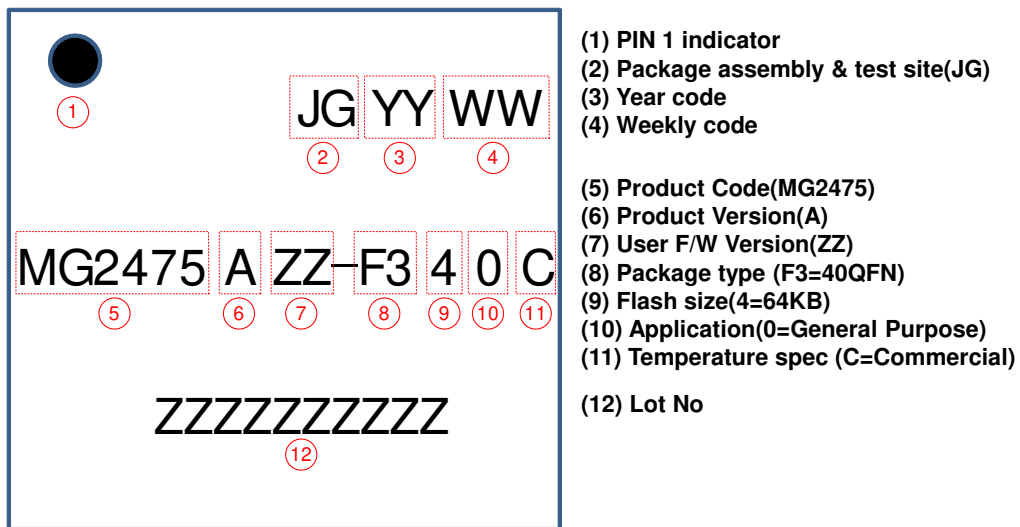 (1) PIN 1 indicator
(2) Package assembly & test site(JG)
(3) Year code
(4) Weekly code
1
JG YY WW
2 3 4
(5) Product Code(MG2475)
(6) Product Version(A)
(7) User F/W Version(ZZ)
(8) Package type (F3=40QFN)
(9) Flash size(4=64KB)
(10) Application(0=General Purpose)
(11) Temperature spec (C=Commercial)
MG2475 A ZZ-F3 4 0 C
5 6 7 8 9 10 11
(12) Lot No
ZZZZZZZZZZ
12